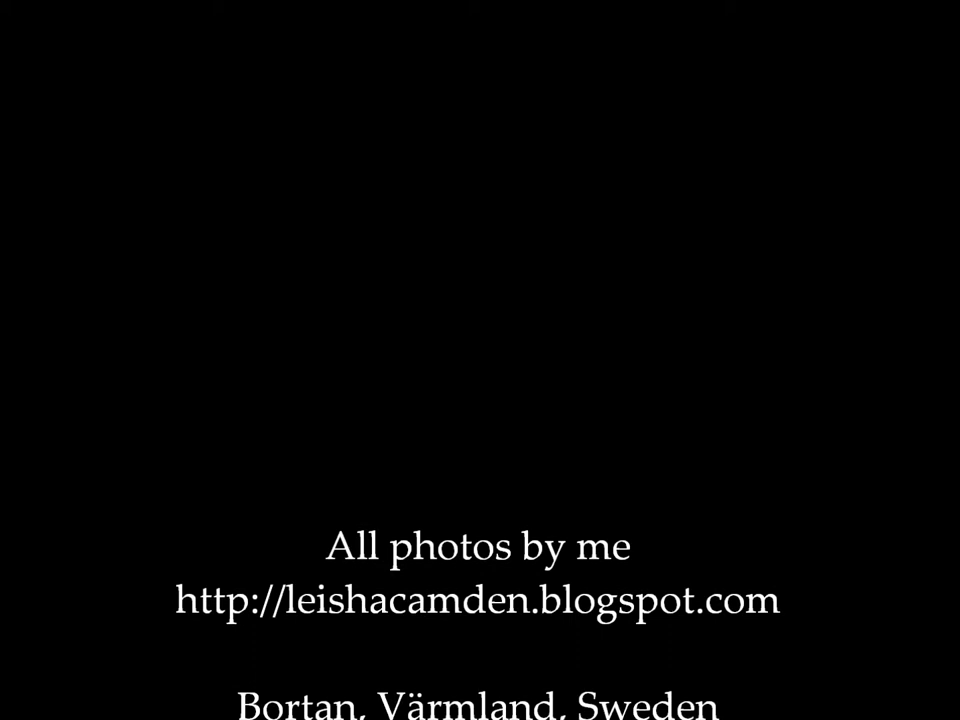 All photos by me
http://leishacamden.blogspot.com
Bortan, Värmland, Sweden